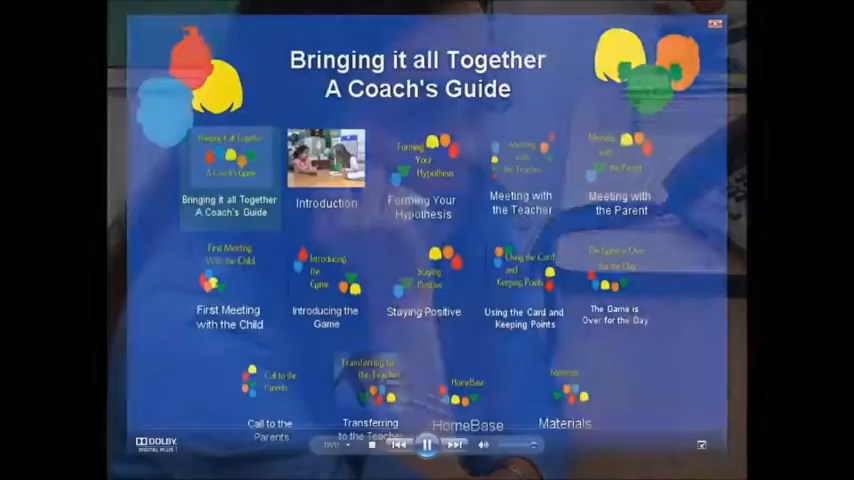 Bringing it all Together
A Coach's Guide
Bringing it all Together
A Coach's Guide
Bringing it all Together
A Coach's Guide
Introduction
Forming
Your
Hypothesis
Forming Your
Hypothesis
Meeting
with
the Teacher
Meeting with
the Teacher
Meeting
with
the Parent
Meeting with
the Parent
First Meeting
With the Child
First Meeting
with the Child
Introducing
the
Game
Introducing the
Game
Staying
Positive
Staying Positive
Using the Card
and
Keeping Points
Using the Card and
Keeping Points
The Game is Over
for the Day
The Game is
Over for the Day
Call to the
Parents
Call to the
Parents
Transferring to
the Teacher
Transferring
to the Teacher
HomeBase
HomeBase
Materials
Materials
DOLBY
DIGITAL PLUS
DVD